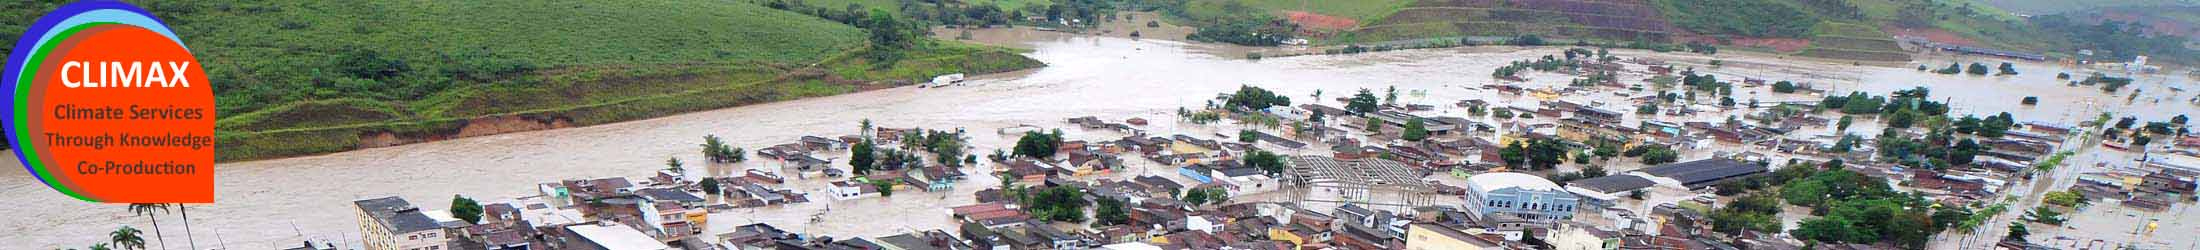 CLIMAX
Climate Services
Through Knowledge
Co-Production